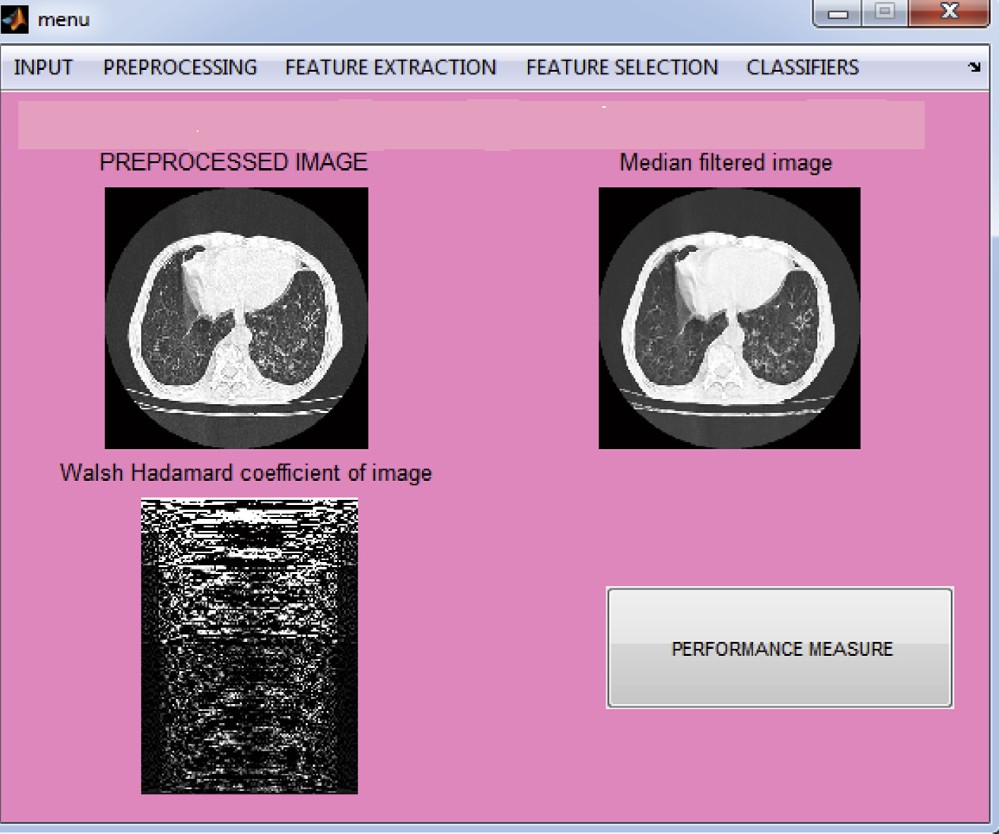 menu
INPUT PREPROCESSING FEATURE EXTRACTION FEATURE SELECTION CLASSIFIERS
PREPROCESSED IMAGE
Median filtered image
Walsh Hadamard coefficient of image
PERFORMANCE MEASURE